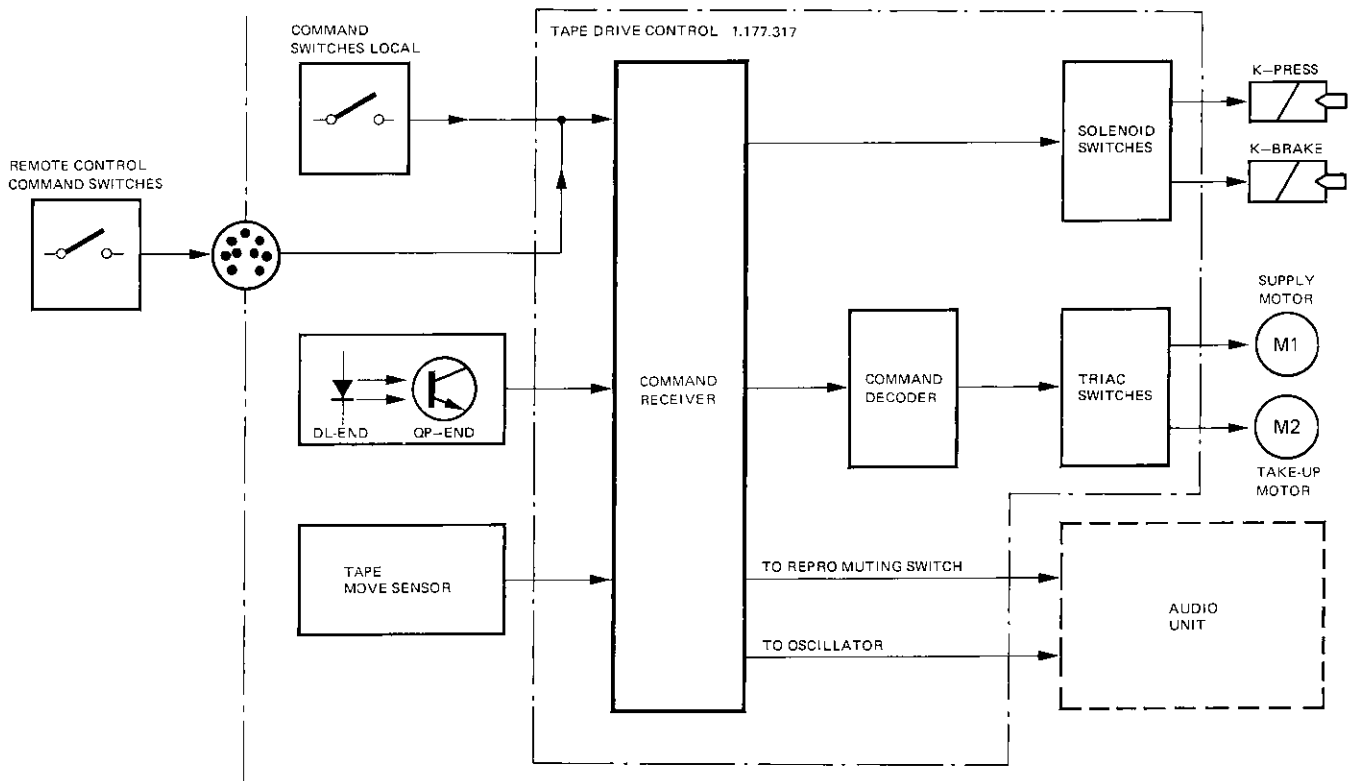 COMMAND
SWITCHES LOCAL
TAPE DRIVE CONTROL 1.177.317
K-PRESS
SOLENOID
SWITCHES
K-BRAKE
REMOTE CONTROL
COMMAND SWITCHES
SUPPLY
MOTOR
M1
COMMAND
RECEIVER
COMMAND
DECODER
TRIAC
SWITCHES
M2
TAKE-UP
MOTOR
DL-END
QP-END
TAPE
MOVE SENSOR
TO REPRO MUTING SWITCH
TO OSCILLATOR
AUDIO
UNIT